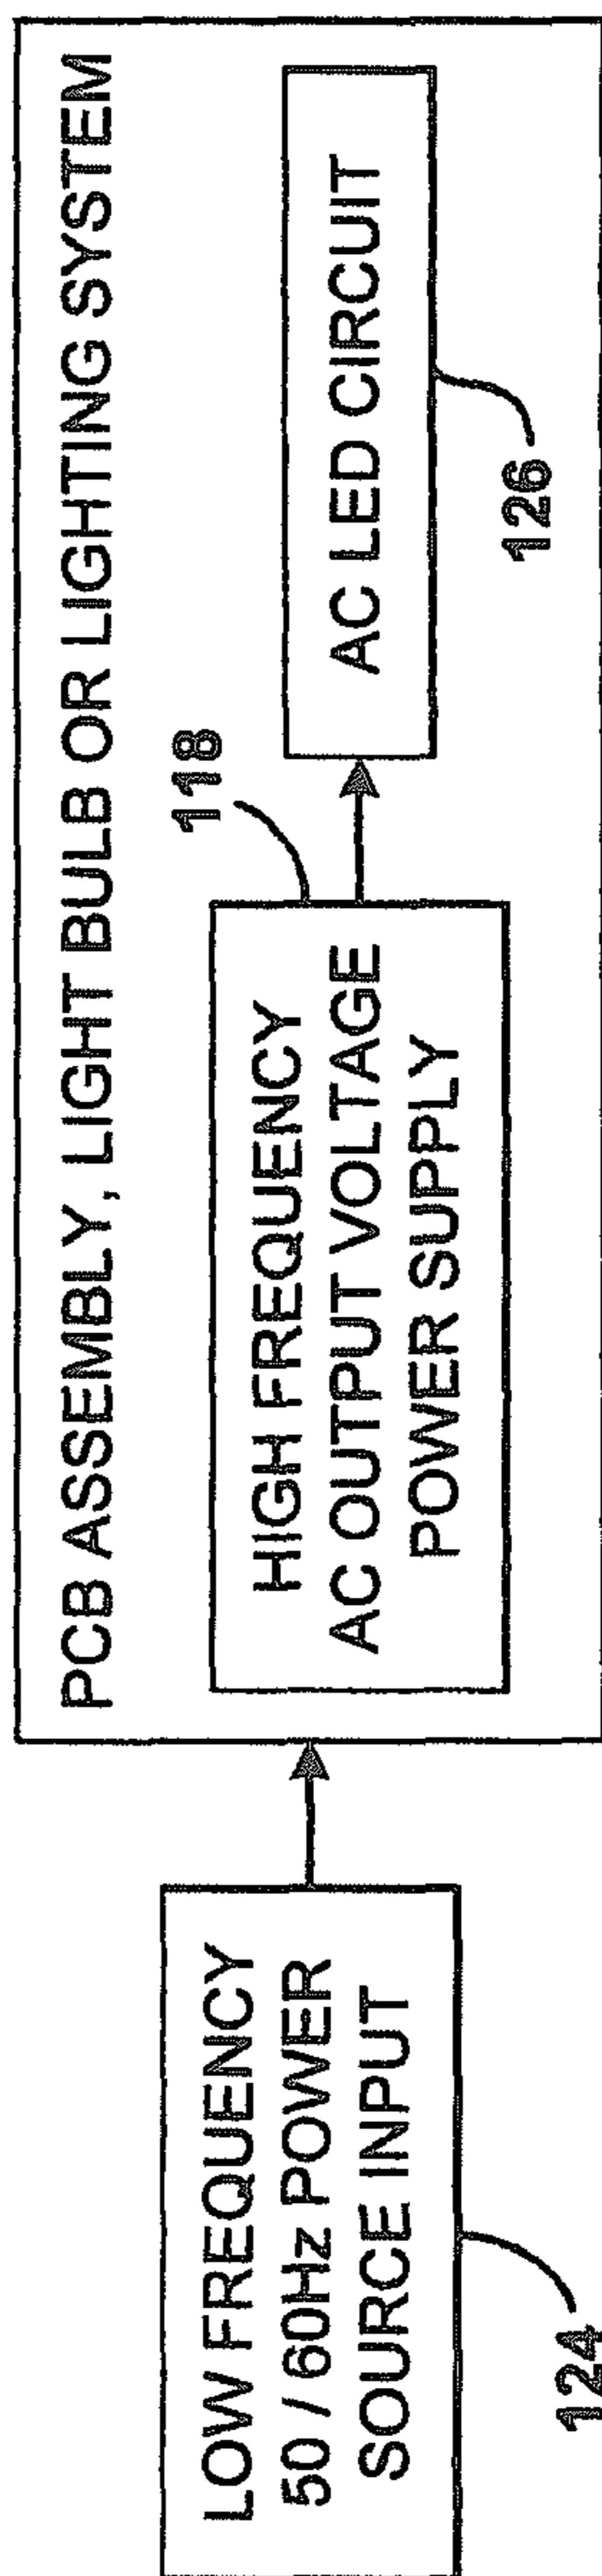 PCB ASSEMBLY, LIGHT BULB OR LIGHTING SYSTEM
LOW FREQUENCY
50 / 60Hz POWER
SOURCE INPUT
124
HIGH FREQUENCY
AC OUTPUT VOLTAGE
POWER SUPPLY
118
AC LED CIRCUIT
126